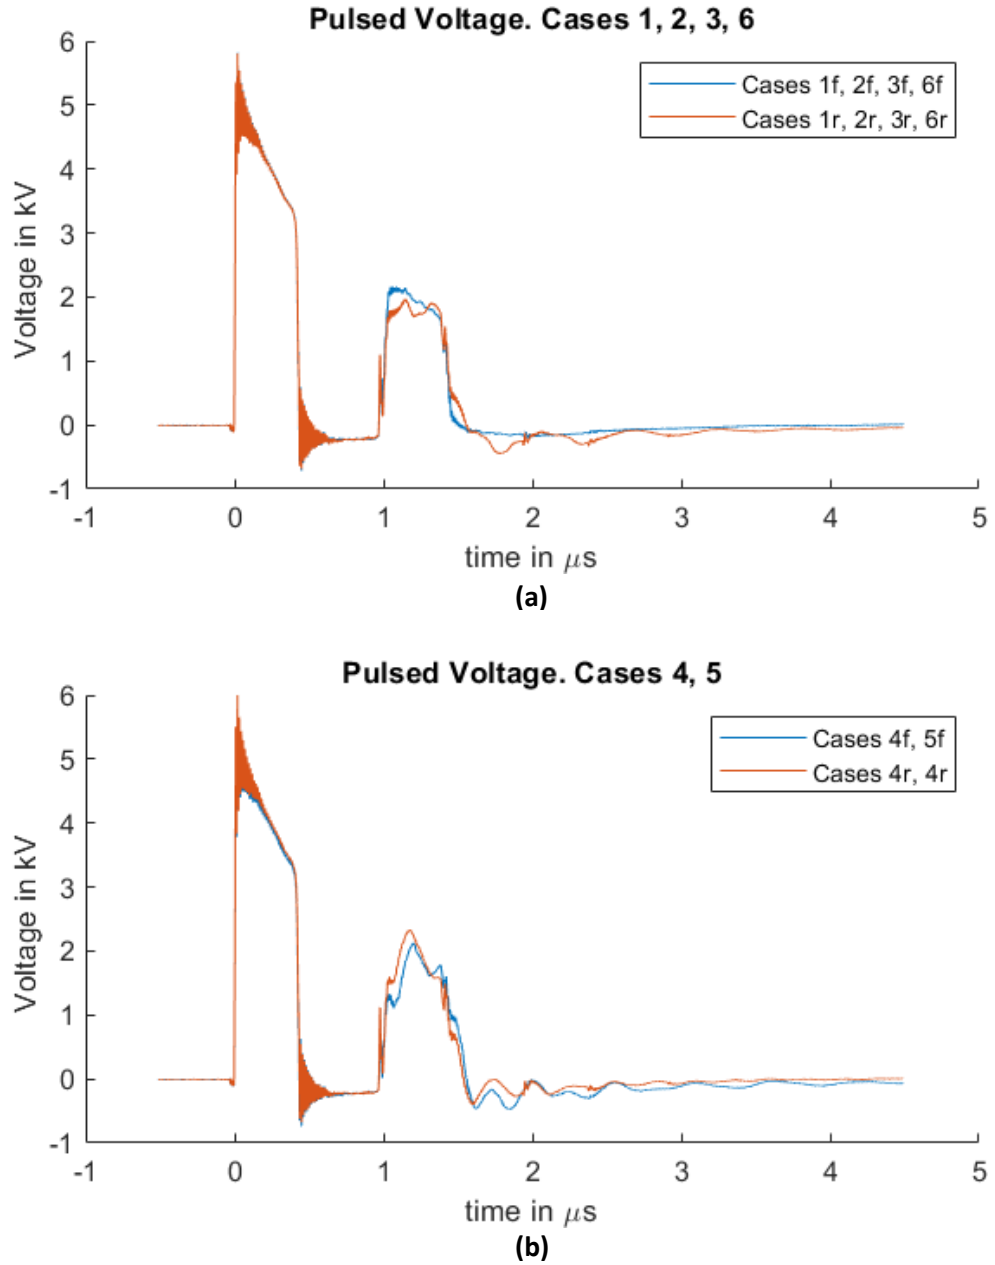 Pulsed Voltage. Cases 1, 2, 3, 6
6
5
4
3
2
1
0
-1
Voltage in kV
Cases 1f, 2f, 3f, 6f
Cases 1r, 2r, 3r, 6r
-1 0 1 2 3 4 5
time in μs
(a)
Pulsed Voltage. Cases 4, 5
6
5
4
3
2
1
0
-1
Voltage in kV
Cases 4f, 5f
Cases 4r, 4r
-1 0 1 2 3 4 5
time in μs
(b)